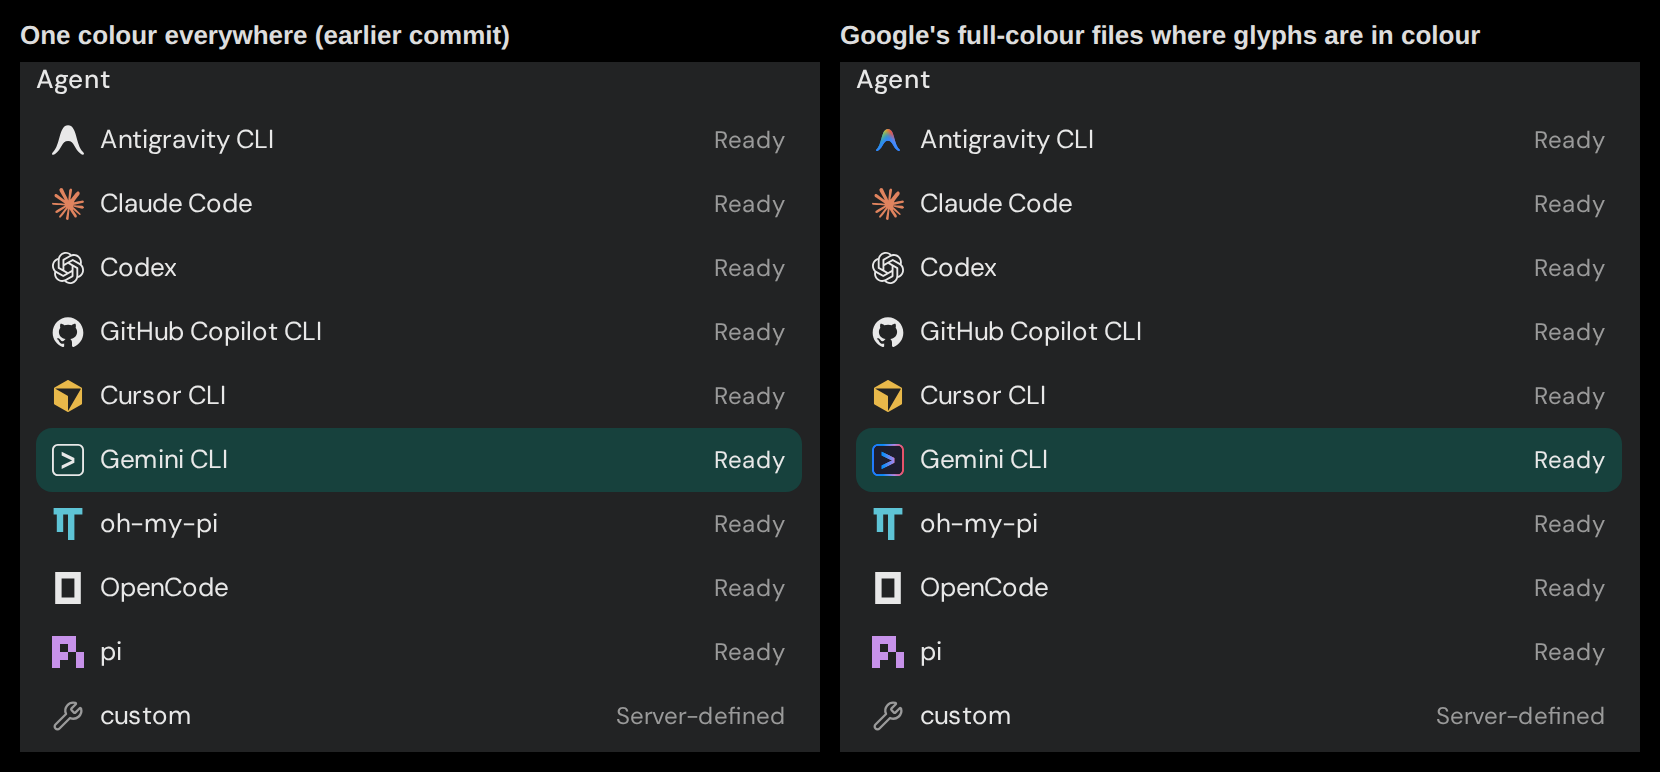 One colour everywhere (earlier commit)
Agent
Antigravity CLI Ready
Claude Code Ready
Codex Ready
GitHub Copilot CLI Ready
Cursor CLI Ready
Gemini CLI Ready
oh-my-pi Ready
OpenCode Ready
pi Ready
custom Server-defined
Google's full-colour files where glyphs are in colour
Agent
Antigravity CLI Ready
Claude Code Ready
Codex Ready
GitHub Copilot CLI Ready
Cursor CLI Ready
Gemini CLI Ready
oh-my-pi Ready
OpenCode Ready
pi Ready
custom Server-defined